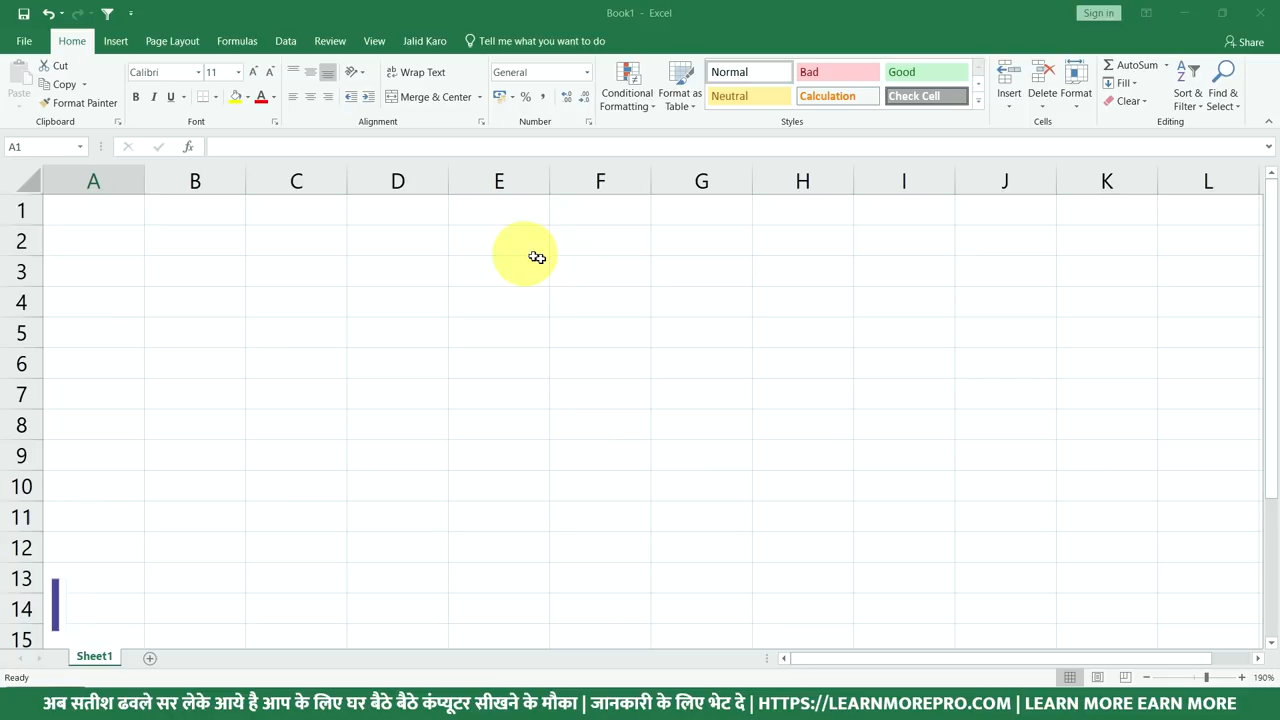 Book1 - Excel
Sign in
File Home Insert Page Layout Formulas Data Review View Jalid Karo Tell me what you want to do
Share
Paste
Cut
Copy
Format Painter
Clipboard
Calibri 11
B I U
Font
Wrap Text
Merge & Center
Alignment
General
%
Number
Conditional Formatting
Format as Table
Normal Bad Good
Neutral Calculation Check Cell
Styles
Insert Delete Format
Cells
AutoSum
Fill
Clear
Sort & Filter
Find & Select
Editing
A1
fx
A B C D E F G H I J K L
1
2
3
4
5
6
7
8
9
10
11
12
13
14
15
Sheet1
Ready
190%
अब सतीश ढवले सर लेके आये है आप के लिए घर बैठे बैठे कंप्यूटर सीखने के मौका | जानकारी के लिए भेट दे | HTTPS://LEARNMOREPRO.COM | LEARN MORE EARN MORE